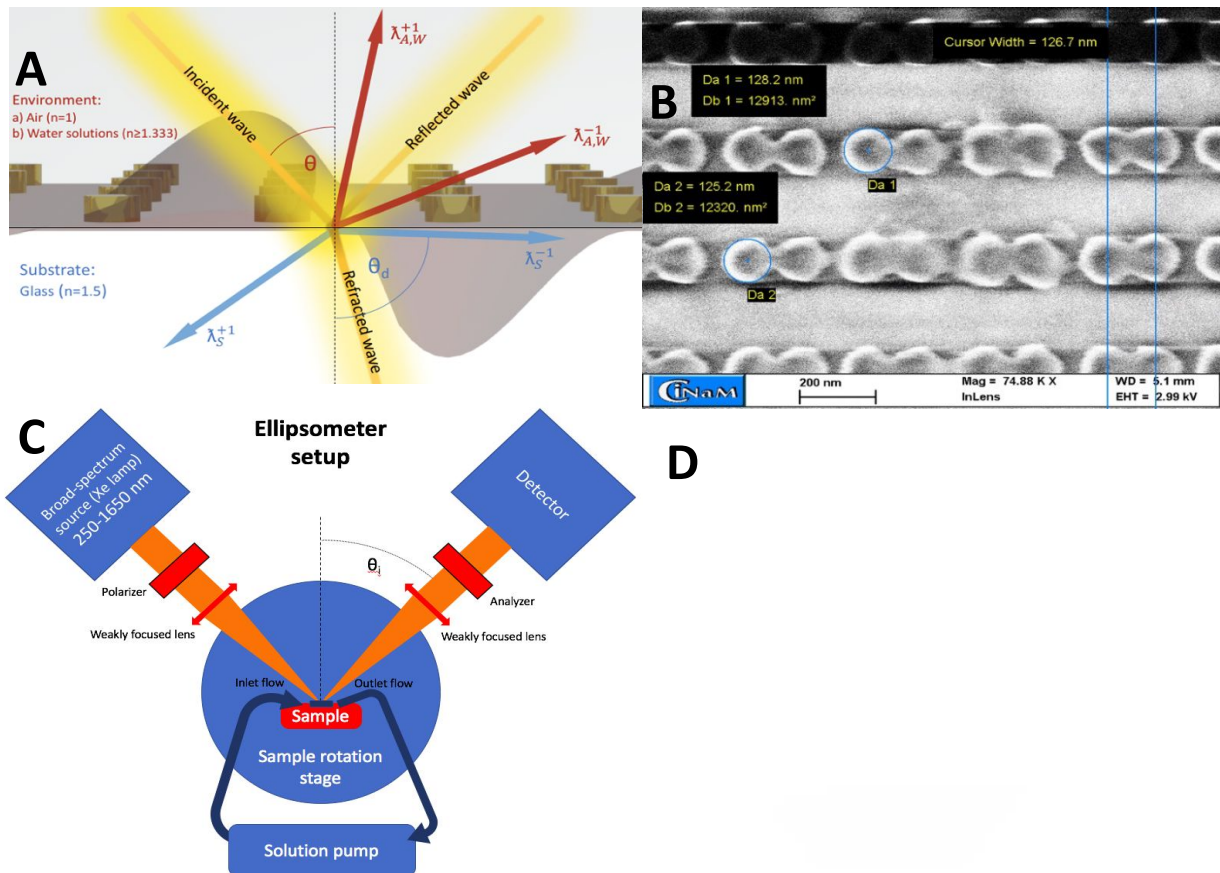 A
Environment:
a) Air (n=1)
b) Water solutions (n≥1.333)
Incident wave
θ
ƛ+1A,W
Reflected wave
ƛ−1A,W
Substrate:
Glass (n=1.5)
ƛ+1S
θd
Refracted wave
ƛ−1S
B
Cursor Width = 126.7 nm
Da 1 = 128.2 nm
Db 1 = 12913. nm²
Da 1
Da 2 = 125.2 nm
Db 2 = 12320. nm²
Da 2
CiNaM
200 nm
Mag = 74.88 K X
InLens
WD = 5.1 mm
EHT = 2.99 kV
C
Ellipsometer
setup
Broad-spectrum
source (Xe lamp)
250-1650 nm
Detector
θi
Polarizer
Analyzer
Weakly focused lens
Weakly focused lens
Inlet flow
Outlet flow
Sample
Sample rotation
stage
Solution pump
D